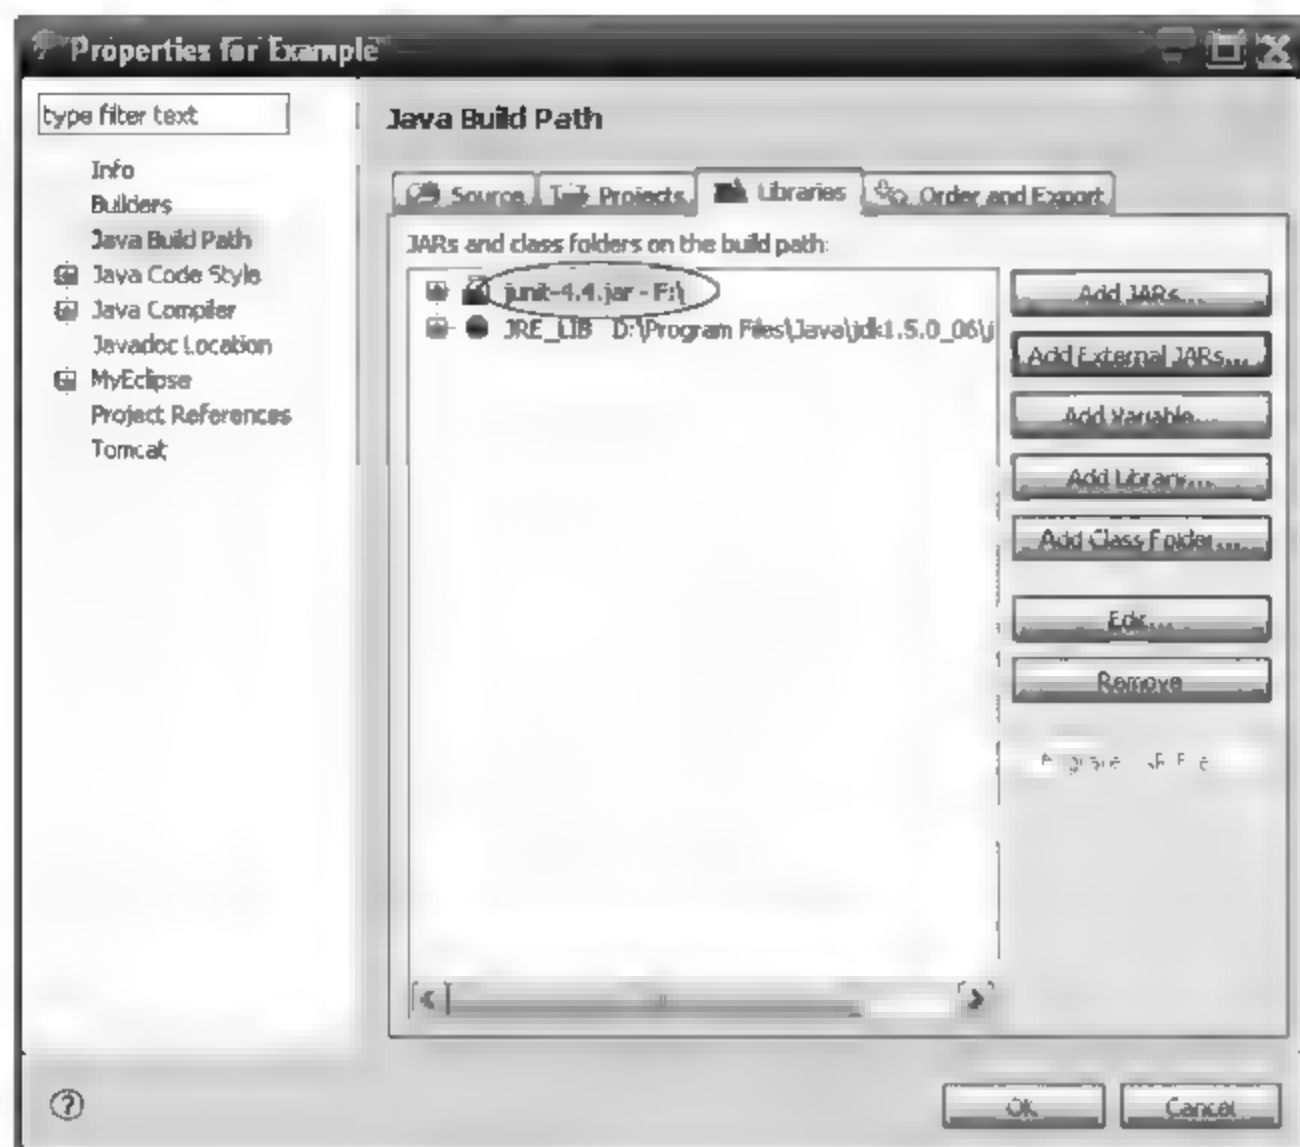 Properties for Example
type filter text
Info
Builders
Java Build Path
Java Code Style
Java Compiler
Javadoc Location
MyEclipse
Project References
Tomcat
Java Build Path
Source Projects Libraries Order and Export
JARs and class folders on the build path:
junit-4.4.jar - F:\
JRE_LIB D:\Program Files\Java\jdk1.5.0_06\j
Add JARs...
Add External JARs...
Add Variable...
Add Library...
Add Class Folder...
Edit...
Remove
OK Cancel